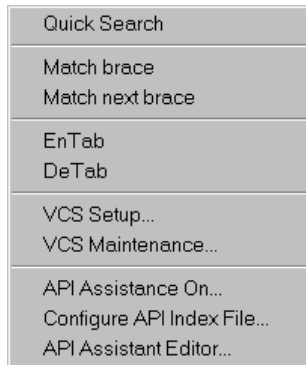 Quick Search
Match brace
Match next brace
EnTab
DeTab
VCS Setup...
VCS Maintenance...
API Assistance On...
Configure API Index File...
API Assistant Editor...